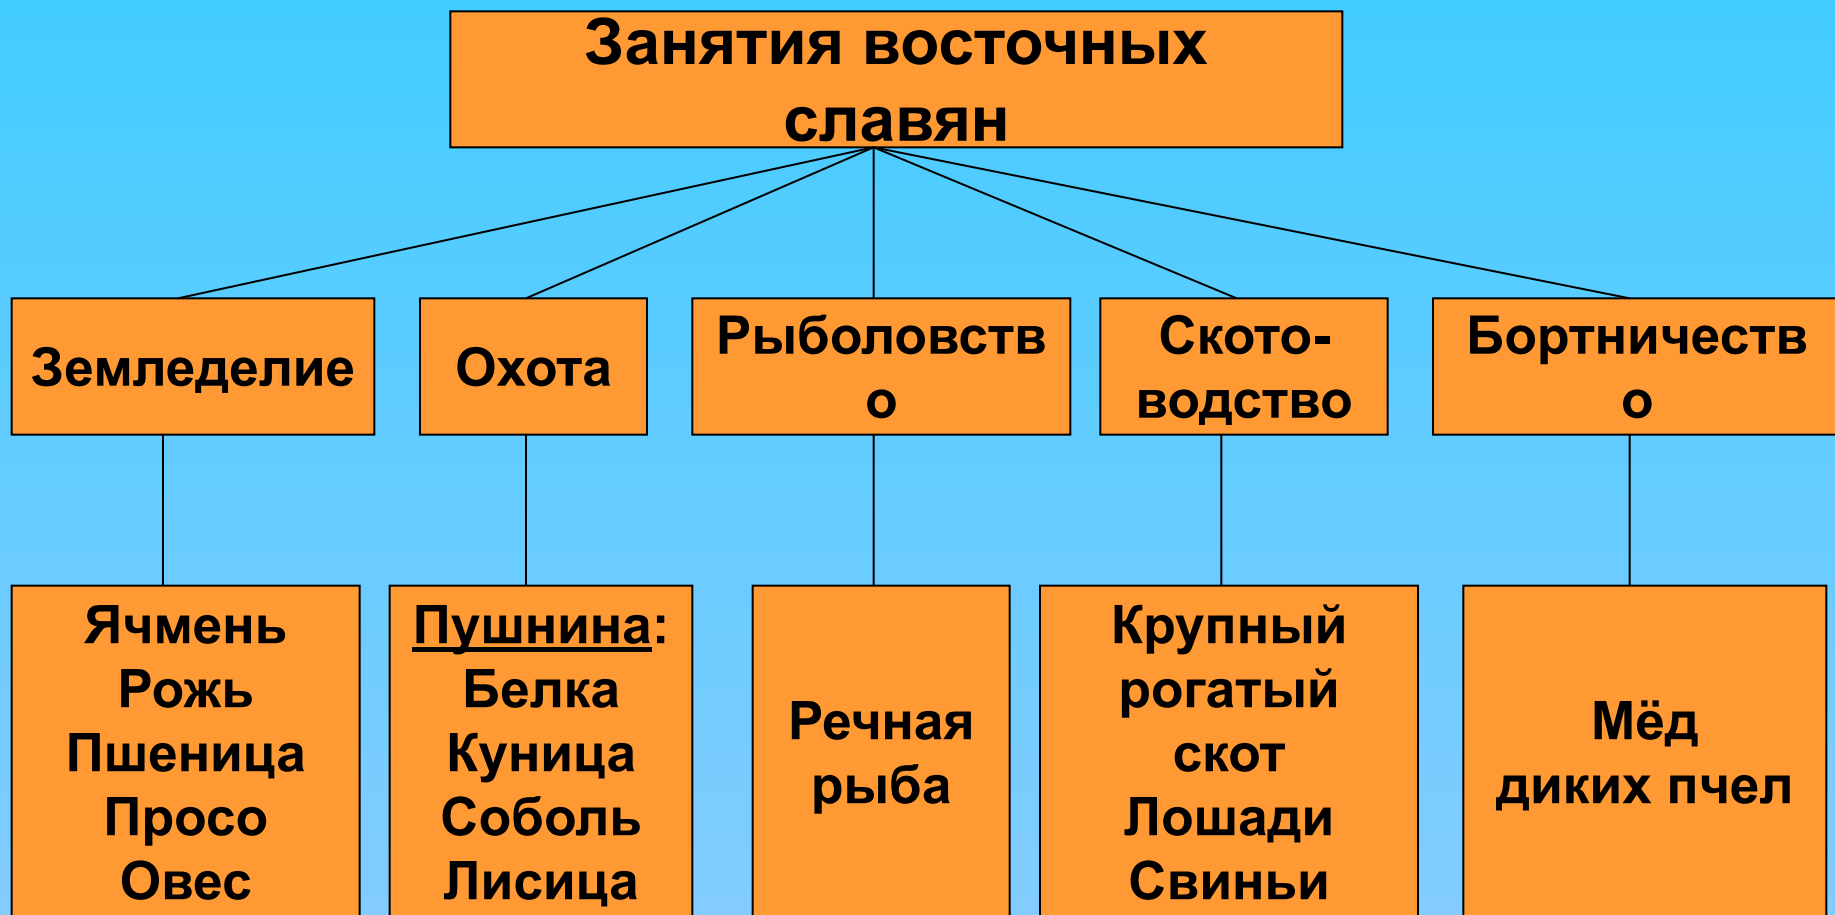 Занятия восточных
славян
Земледелие
Охота
Рыболовств
о
Ското-
водство
Бортничеств
о
Ячмень
Рожь
Пшеница
Просо
Овес
Пушнина:
Белка
Куница
Соболь
Лисица
Речная
рыба
Крупный
рогатый
скот
Лошади
Свиньи
Мёд
диких пчел